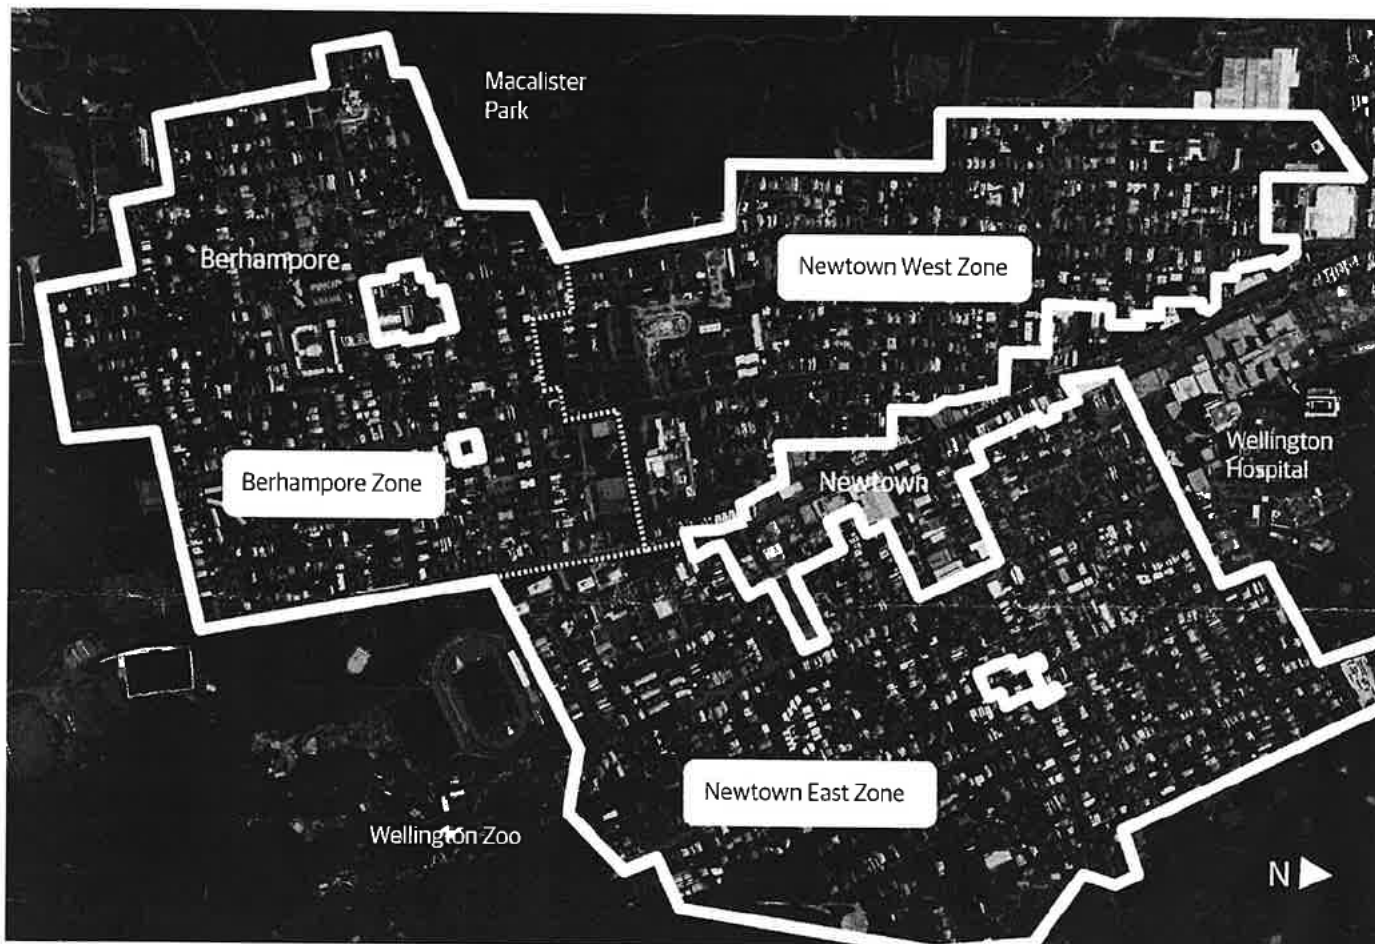 Macalister
Park
Berhampore
Newtown West Zone
Wellington
Hospital
Berhampore Zone
Newtown
Newtown East Zone
Wellington Zoo
N